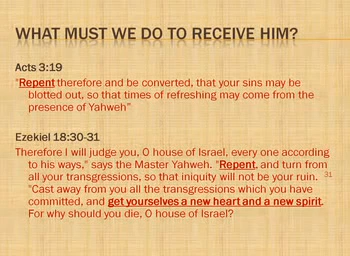 WHAT MUST WE DO TO RECEIVE HIM?
Acts 3:19
"Repent therefore and be converted, that your sins may be
blotted out, so that times of refreshing may come from the
presence of Yahweh"
Ezekiel 18:30-31
Therefore I will judge you, O house of Israel, every one according
to his ways," says the Master Yahweh. "Repent, and turn from
all your transgressions, so that iniquity will not be your ruin. 31
"Cast away from you all the transgressions which you have
committed, and get yourselves a new heart and a new spirit.
For why should you die, O house of Israel?